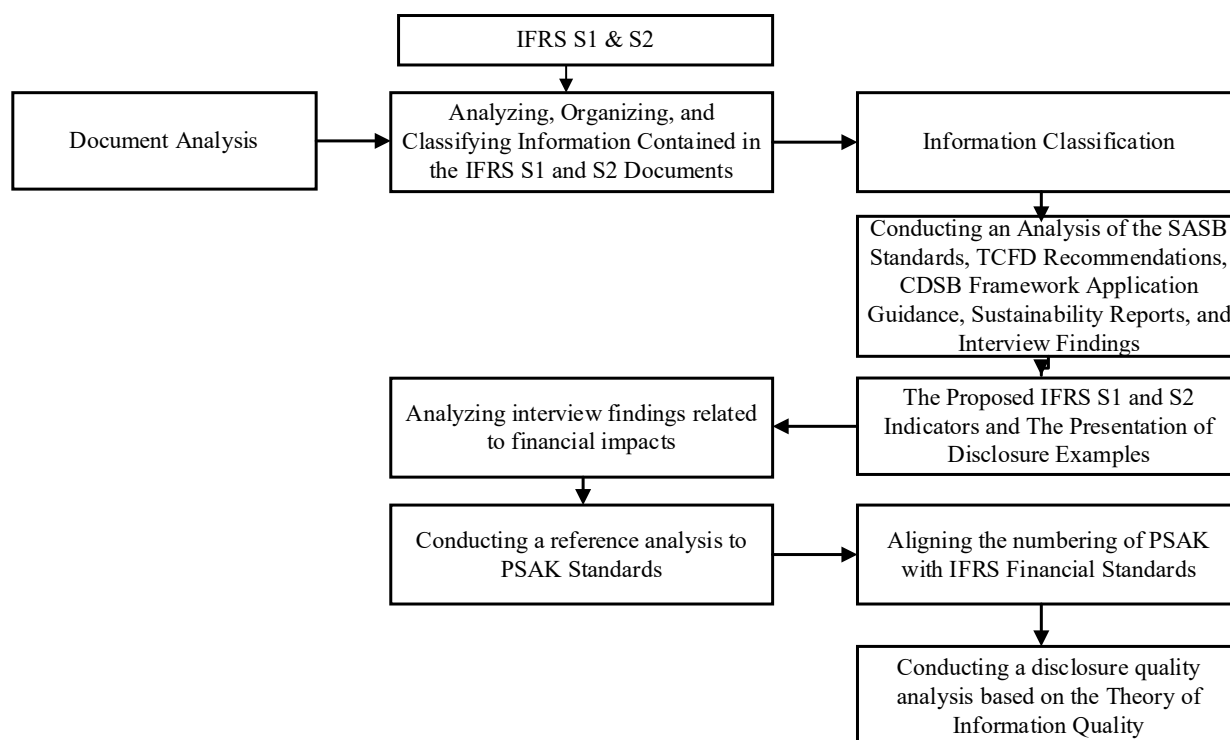 IFRS S1 & S2
Document Analysis
Analyzing, Organizing, and
Classifying Information Contained in
the IFRS S1 and S2 Documents
Information Classification
Conducting an Analysis of the SASB
Standards, TCFD Recommendations,
CDSB Framework Application
Guidance, Sustainability Reports, and
Interview Findings
The Proposed IFRS S1 and S2
Indicators and The Presentation of
Disclosure Examples
Analyzing interview findings related
to financial impacts
Conducting a reference analysis to
PSAK Standards
Aligning the numbering of PSAK
with IFRS Financial Standards
Conducting a disclosure quality
analysis based on the Theory of
Information Quality